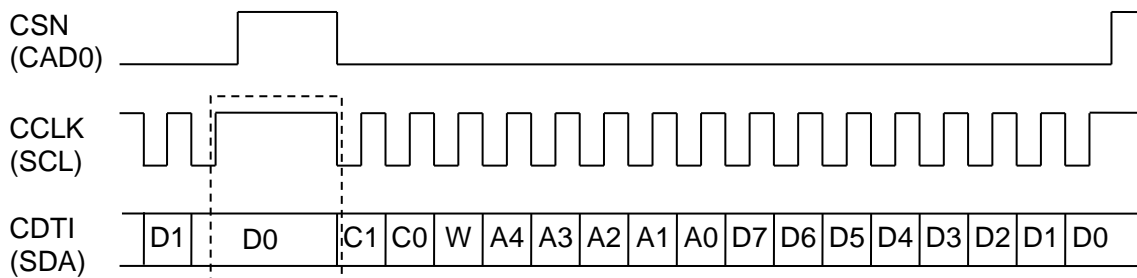 CSN
(CAD0)
CCLK
(SCL)
CDTI
(SDA)
D1 D0 C1 C0 W A4 A3 A2 A1 A0 D7 D6 D5 D4 D3 D2 D1 D0